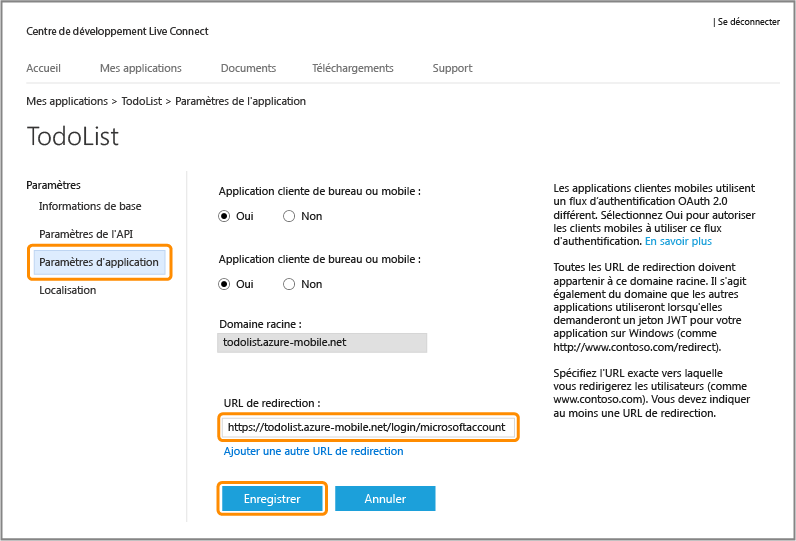 | Se déconnecter
Centre de développement Live Connect
Accueil Mes applications Documents Téléchargements Support
Mes applications > TodoList > Paramètres de l'application
TodoList
Paramètres
Informations de base
Paramètres de l'API
Paramètres d'application
Localisation
Application cliente de bureau ou mobile :
Oui Non
Application cliente de bureau ou mobile :
Oui Non
Domaine racine :
todolist.azure-mobile.net
URL de redirection :
https://todolist.azure-mobile.net/login/microsoftaccount
Ajouter une autre URL de redirection
Enregistrer Annuler
Les applications clientes mobiles utilisent
un flux d'authentification OAuth 2.0
différent. Sélectionnez Oui pour autoriser
les clients mobiles à utiliser ce flux
d'authentification. En savoir plus
Toutes les URL de redirection doivent
appartenir à ce domaine racine. Il s'agit
également du domaine que les autres
applications utiliseront lorsqu'elles
demanderont un jeton JWT pour votre
application sur Windows (comme
http://www.contoso.com/redirect).
Spécifiez l'URL exacte vers laquelle
vous redirigerez les utilisateurs (comme
www.contoso.com). Vous devez indiquer
au moins une URL de redirection.